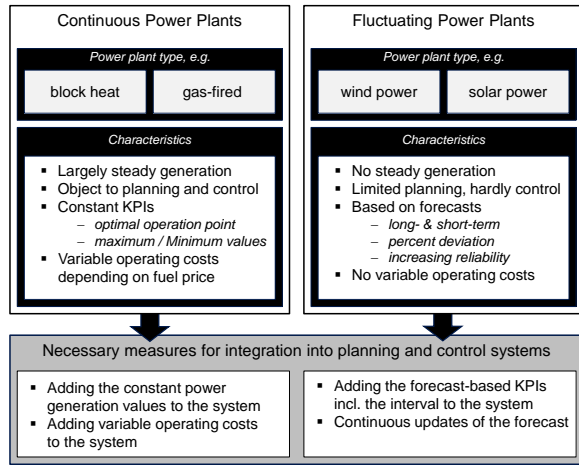 Continuous Power Plants
Power plant type, e.g.
block heat
gas-fired
Characteristics
▪ Largely steady generation
▪ Object to planning and control
▪ Constant KPIs
– optimal operation point
– maximum / Minimum values
▪ Variable operating costs
depending on fuel price
Fluctuating Power Plants
Power plant type, e.g.
wind power
solar power
Characteristics
▪ No steady generation
▪ Limited planning, hardly control
▪ Based on forecasts
– long- & short-term
– percent deviation
– increasing reliability
▪ No variable operating costs
Necessary measures for integration into planning and control systems
▪ Adding the constant power
generation values to the system
▪ Adding variable operating costs
to the system
▪ Adding the forecast-based KPIs
incl. the interval to the system
▪ Continuous updates of the forecast